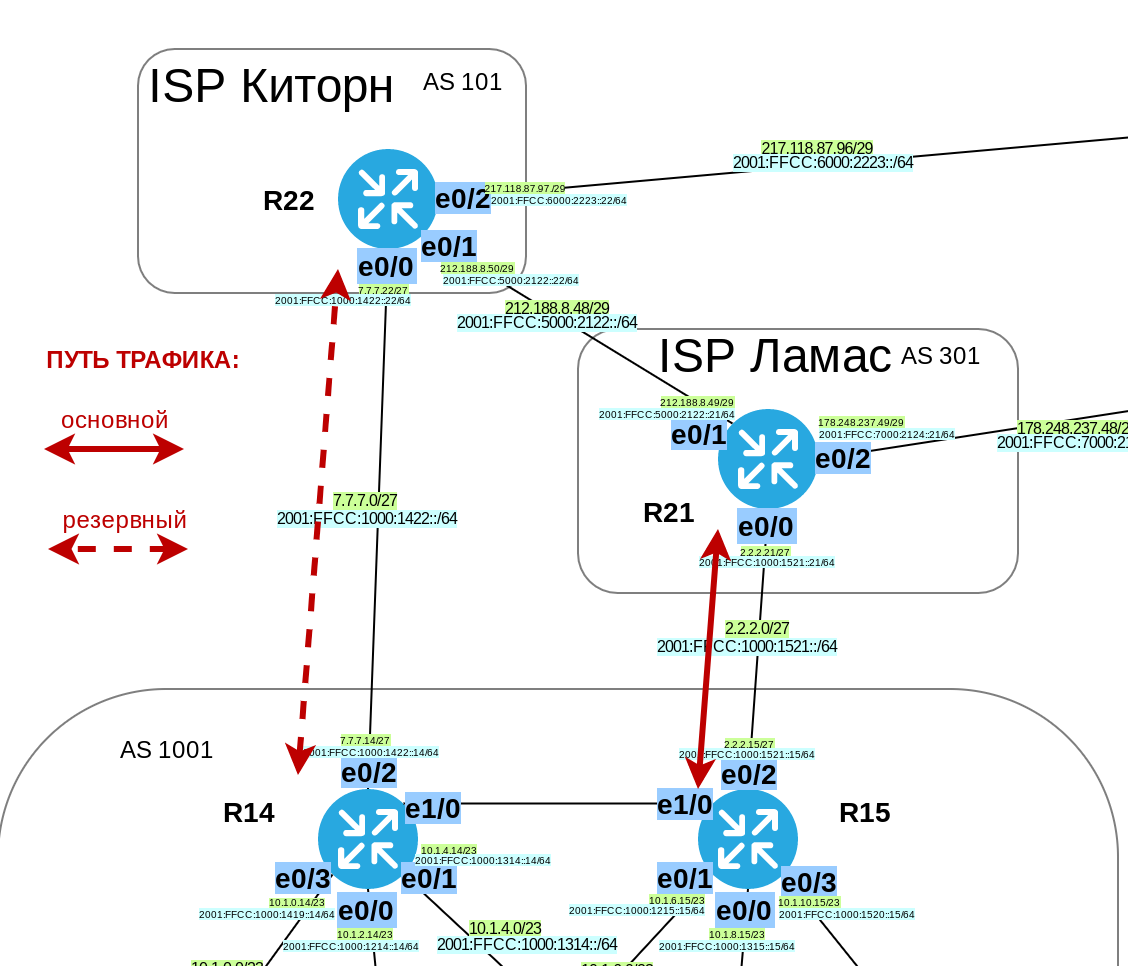 ISP Киторн
AS 101
R22
e0/2
217.118.87.97./29
2001:FFCC:6000:2223::22/64
217.118.87.96/29
2001:FFCC:6000:2223::/64
e0/1
212.188.8.50/29
2001:FFCC:5000:2122::22/64
e0/0
7.7.7.22/27
2001:FFCC:1000:1422::22/64
212.188.8.48/29
2001:FFCC:5000:2122::/64
ISP Ламас
AS 301
ПУТЬ ТРАФИКА:
основной
резервный
212.188.8.49/29
2001:FFCC:5000:2122::21/64
e0/1
178.248.237.49/29
2001:FFCC:7000:2124::21/64
e0/2
178.248.237.48/2
2001:FFCC:7000:21
R21
e0/0
2.2.2.21/27
2001:FFCC:1000:1521::21/64
7.7.7.0/27
2001:FFCC:1000:1422::/64
2.2.2.0/27
2001:FFCC:1000:1521::/64
AS 1001
7.7.7.14/27
001:FFCC:1000:1422::14/64
e0/2
2.2.2.15/27
2001:FFCC:1000:1521::15/64
e0/2
R14
e1/0
e1/0
R15
10.1.4.14/23
2001:FFCC:1000:1314::14/64
e0/3
e0/1
e0/1
e0/3
10.1.0.14/23
2001:FFCC:1000:1419::14/64
e0/0
10.1.6.15/23
2001:FFCC:1000:1215::15/64
e0/0
10.1.10.15/23
2001:FFCC:1000:1520::15/64
10.1.2.14/23
2001:FFCC:1000:1214::14/64
10.1.4.0/23
2001:FFCC:1000:1314::/64
10.1.8.15/23
2001:FFCC:1000:1315::15/64